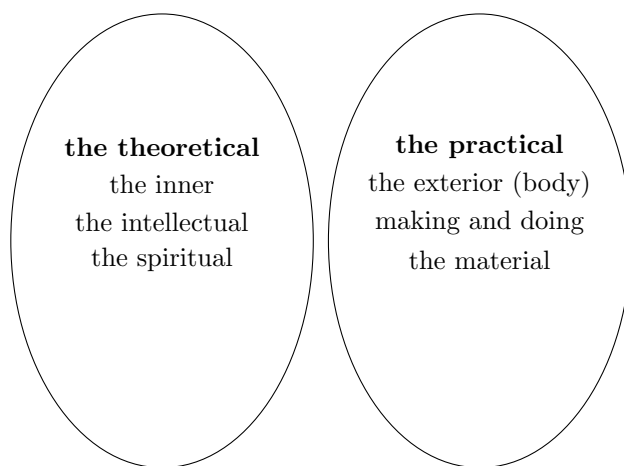 the theoretical
the inner
the intellectual
the spiritual
the practical
the exterior (body)
making and doing
the material